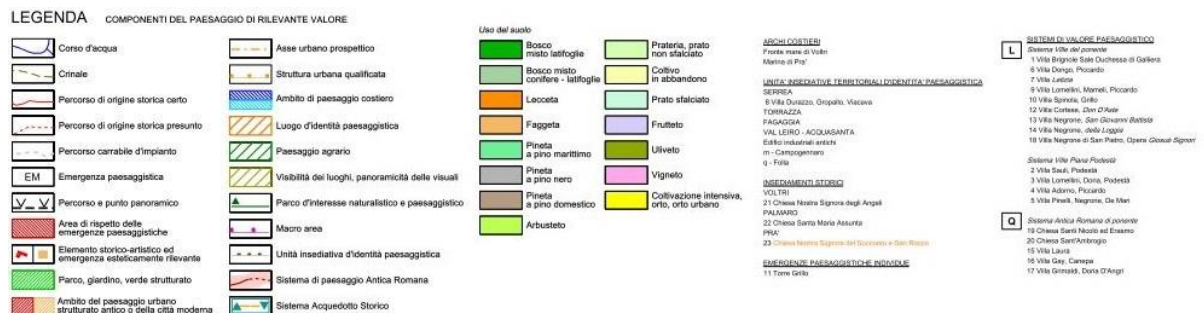 LEGENDA COMPONENTI DEL PAESAGGIO DI RILEVANTE VALORE
Corso d'acqua
Crinale
Percorso di origine storica certo
Percorso di origine storica presunto
Percorso carrabile d'impianto
EM Emergenza paesaggistica
Percorso e punto panoramico
Area di rispetto delle
emergenze paesaggistiche
Elemento storico-artistico ed
emergenza esteticamente rilevante
Parco, giardino, verde strutturato
Ambito del paesaggio urbano
strutturato antico o della città moderna
Asse urbano prospettico
Struttura urbana qualificata
Ambito di paesaggio costiero
Luogo d'identità paesaggistica
Paesaggio agrario
Visibilità dei luoghi, panoramicità delle visuali
Parco d'interesse naturalistico e paesaggistico
Macro area
Unità insediativa d'identità paesaggistica
Sistema di paesaggio Antica Romana
Sistema Acquedotto Storico
Uso del suolo
Bosco
misto latifoglie
Bosco misto
conifere - latifoglie
Lecceta
Faggeta
Pineta
a pino marittimo
Pineta
a pino nero
Pineta
a pino domestico
Arbusteto
Prateria, prato
non sfalciato
Coltivo
in abbandono
Prato sfalciato
Frutteto
Uliveto
Vigneto
Coltivazione intensiva,
orto, orto urbano
ARCHI COSTIERI
Fronte mare di Voltri
Marina di Pra'
UNITA' INSEDIATIVE TERRITORIALI D'IDENTITA' PAESAGGISTICA
SERREA
8 Villa Durazzo, Gropallo, Viacava
TORRAZZA
FAGAGGIA
VAL LEIRO - ACQUASANTA
Edifici industriali antichi
m - Campogennaro
q - Folla
INSEDIAMENTI STORICI
VOLTRI
21 Chiesa Nostra Signora degli Angeli
PALMARO
22 Chiesa Santa Maria Assunta
PRA'
23 Chiesa Nostra Signora del Soccorso e San Rocco
EMERGENZE PAESAGGISTICHE INDIVIDUE
11 Torre Grillo
SISTEMI DI VALORE PAESAGGISTICO
L Sistema Ville del ponente
1 Villa Brignole Sale Duchessa di Galliera
6 Villa Dongo, Piccardo
7 Villa Letizia
9 Villa Lomellini, Mameli, Piccardo
10 Villa Spinola, Grillo
12 Villa Cortese, Don D'Aste
13 Villa Negrone, San Giovanni Battista
14 Villa Negrone, della Loggia
18 Villa Negrone di San Pietro, Opera Giosuè Signori
Sistema Ville Piana Podestà
2 Villa Sauli, Podestà
3 Villa Lomellini, Doria, Podestà
4 Villa Adorno, Piccardo
5 Villa Pinelli, Negrone, De Mari
Q Sistema Antica Romana di ponente
19 Chiesa Santi Nicolò ed Erasmo
20 Chiesa Sant'Ambrogio
15 Villa Laura
16 Villa Gay, Canepa
17 Villa Grimaldi, Doria D'Angri